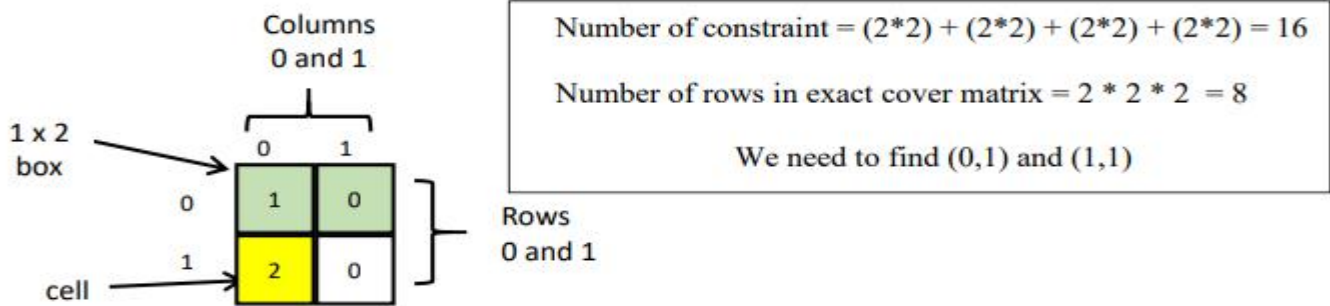 Columns
0 and 1
1 x 2
box
0 1
0 1 0
1 2 0
cell
Rows
0 and 1
Number of constraint = (2*2) + (2*2) + (2*2) + (2*2) = 16
Number of rows in exact cover matrix = 2 * 2 * 2 = 8
We need to find (0,1) and (1,1)